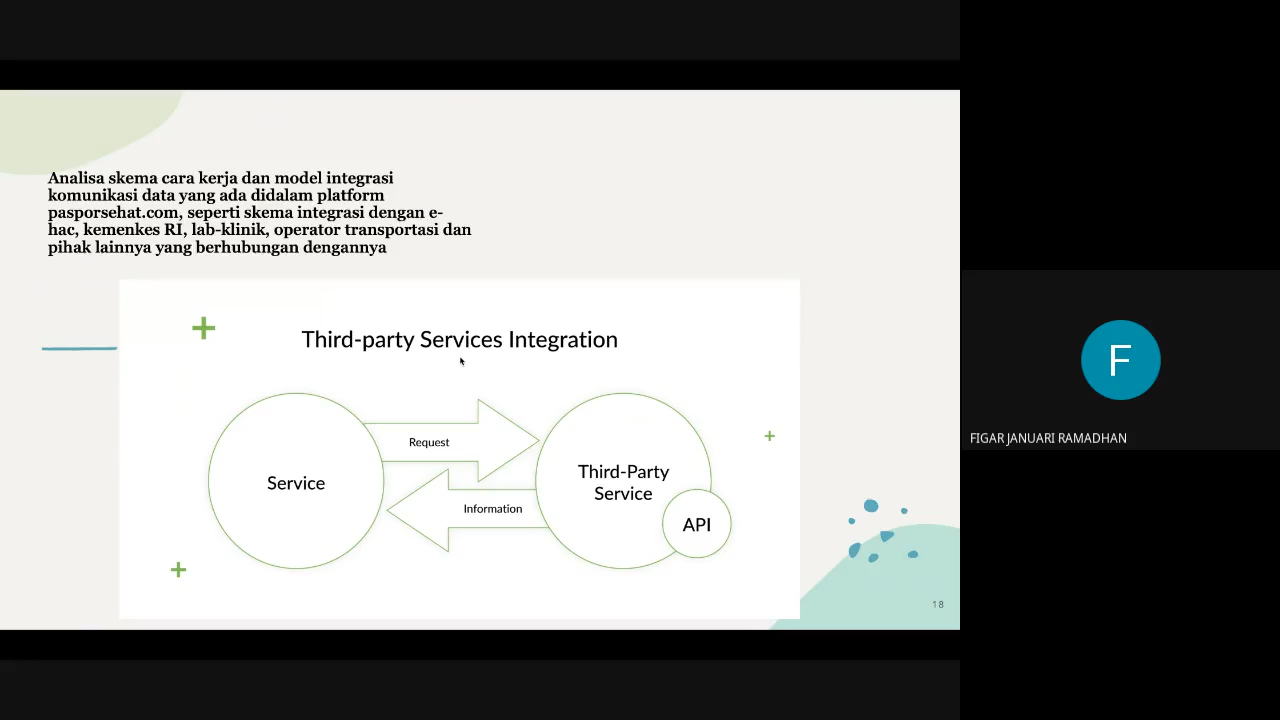 Analisa skema cara kerja dan model integrasi
komunikasi data yang ada didalam platform
pasporsehat.com, seperti skema integrasi dengan e-
hac, kemenkes RI, lab-klinik, operator transportasi dan
pihak lainnya yang berhubungan dengannya
Third-party Services Integration
Request
Service
Third-Party
Service
Information
API
18
F
FIGAR JANUARI RAMADHAN